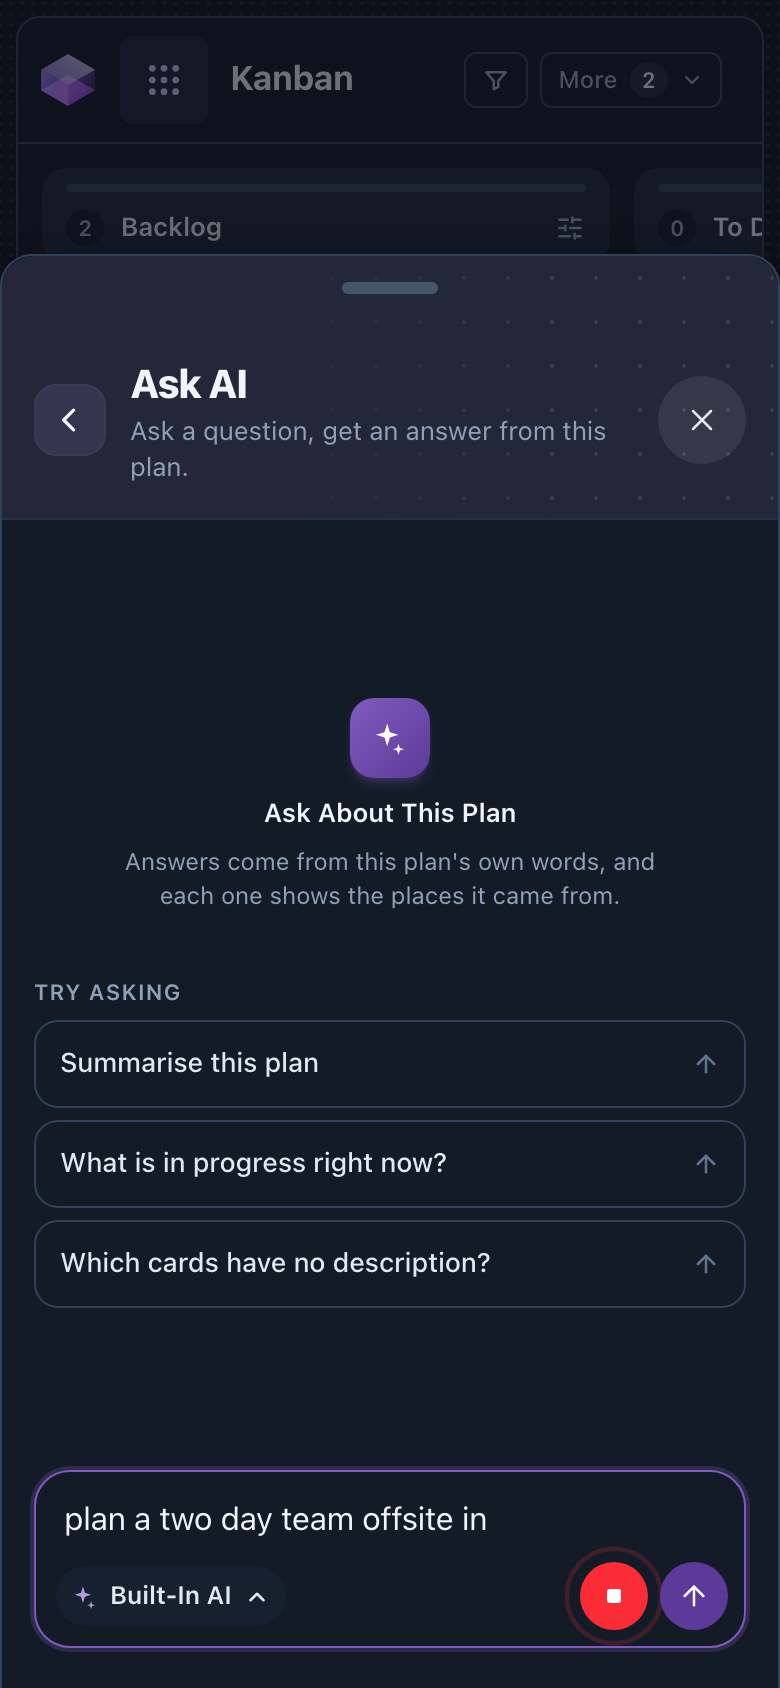 Kanban
More 2
2 Backlog
0 To D
Ask AI
Ask a question, get an answer from this
plan.
Ask About This Plan
Answers come from this plan's own words, and
each one shows the places it came from.
TRY ASKING
Summarise this plan
What is in progress right now?
Which cards have no description?
plan a two day team offsite in
Built-In AI